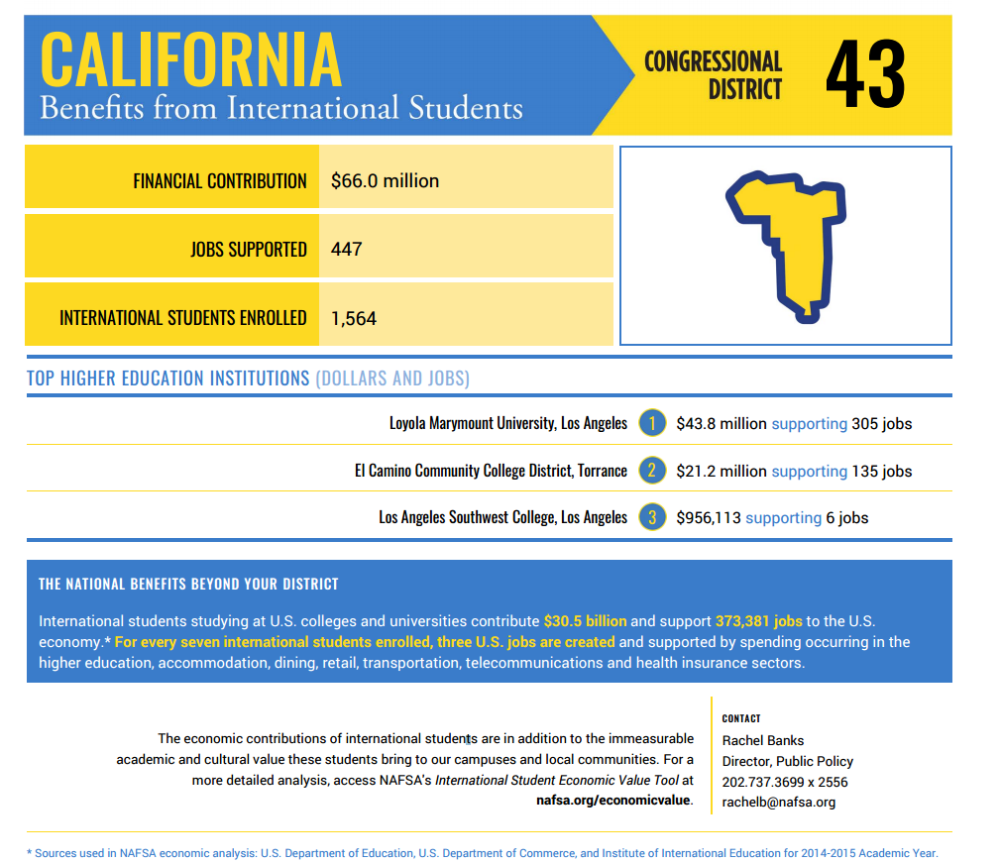 CALIFORNIA
Benefits from International Students
CONGRESSIONAL
DISTRICT
43
FINANCIAL CONTRIBUTION $66.0 million
JOBS SUPPORTED 447
INTERNATIONAL STUDENTS ENROLLED 1,564
TOP HIGHER EDUCATION INSTITUTIONS (DOLLARS AND JOBS)
Loyola Marymount University, Los Angeles 1 $43.8 million supporting 305 jobs
El Camino Community College District, Torrance 2 $21.2 million supporting 135 jobs
Los Angeles Southwest College, Los Angeles 3 $956,113 supporting 6 jobs
THE NATIONAL BENEFITS BEYOND YOUR DISTRICT
International students studying at U.S. colleges and universities contribute $30.5 billion and support 373,381 jobs to the U.S.
economy.* For every seven international students enrolled, three U.S. jobs are created and supported by spending occurring in the
higher education, accommodation, dining, retail, transportation, telecommunications and health insurance sectors.
The economic contributions of international students are in addition to the immeasurable
academic and cultural value these students bring to our campuses and local communities. For a
more detailed analysis, access NAFSA's International Student Economic Value Tool at
nafsa.org/economicvalue.
CONTACT
Rachel Banks
Director, Public Policy
202.737.3699 x 2556
rachelb@nafsa.org
* Sources used in NAFSA economic analysis: U.S. Department of Education, U.S. Department of Commerce, and Institute of International Education for 2014-2015 Academic Year.